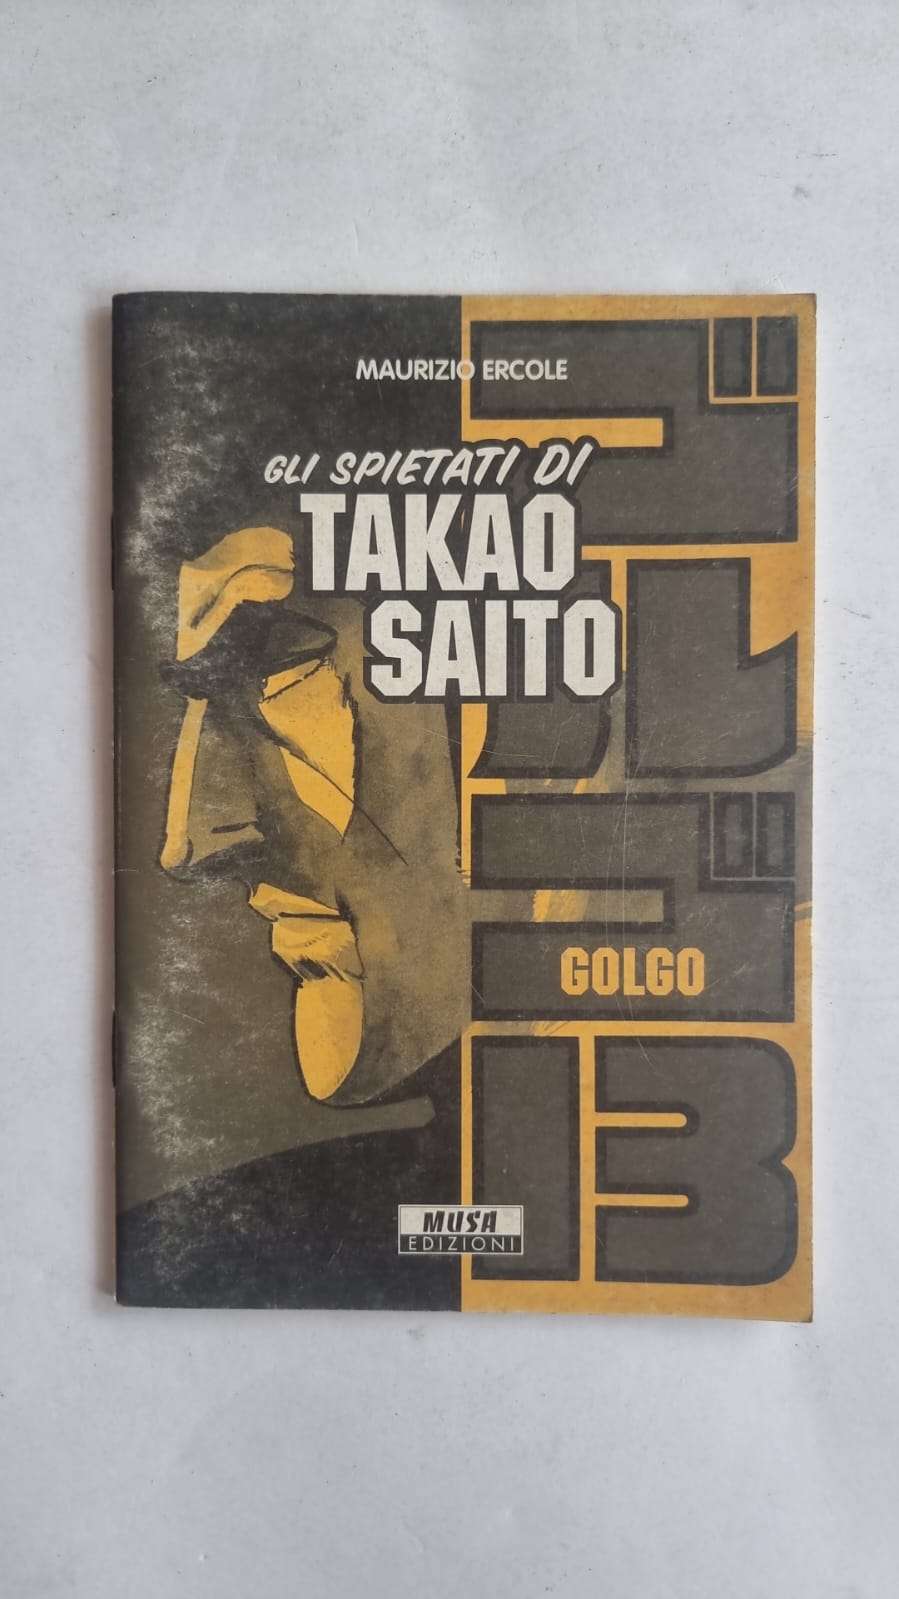 MAURIZIO ERCOLE
GLI SPIETATI DI
TAKAO
SAITO
ゴルゴ
GOLGO
13
MUSA
EDIZIONI